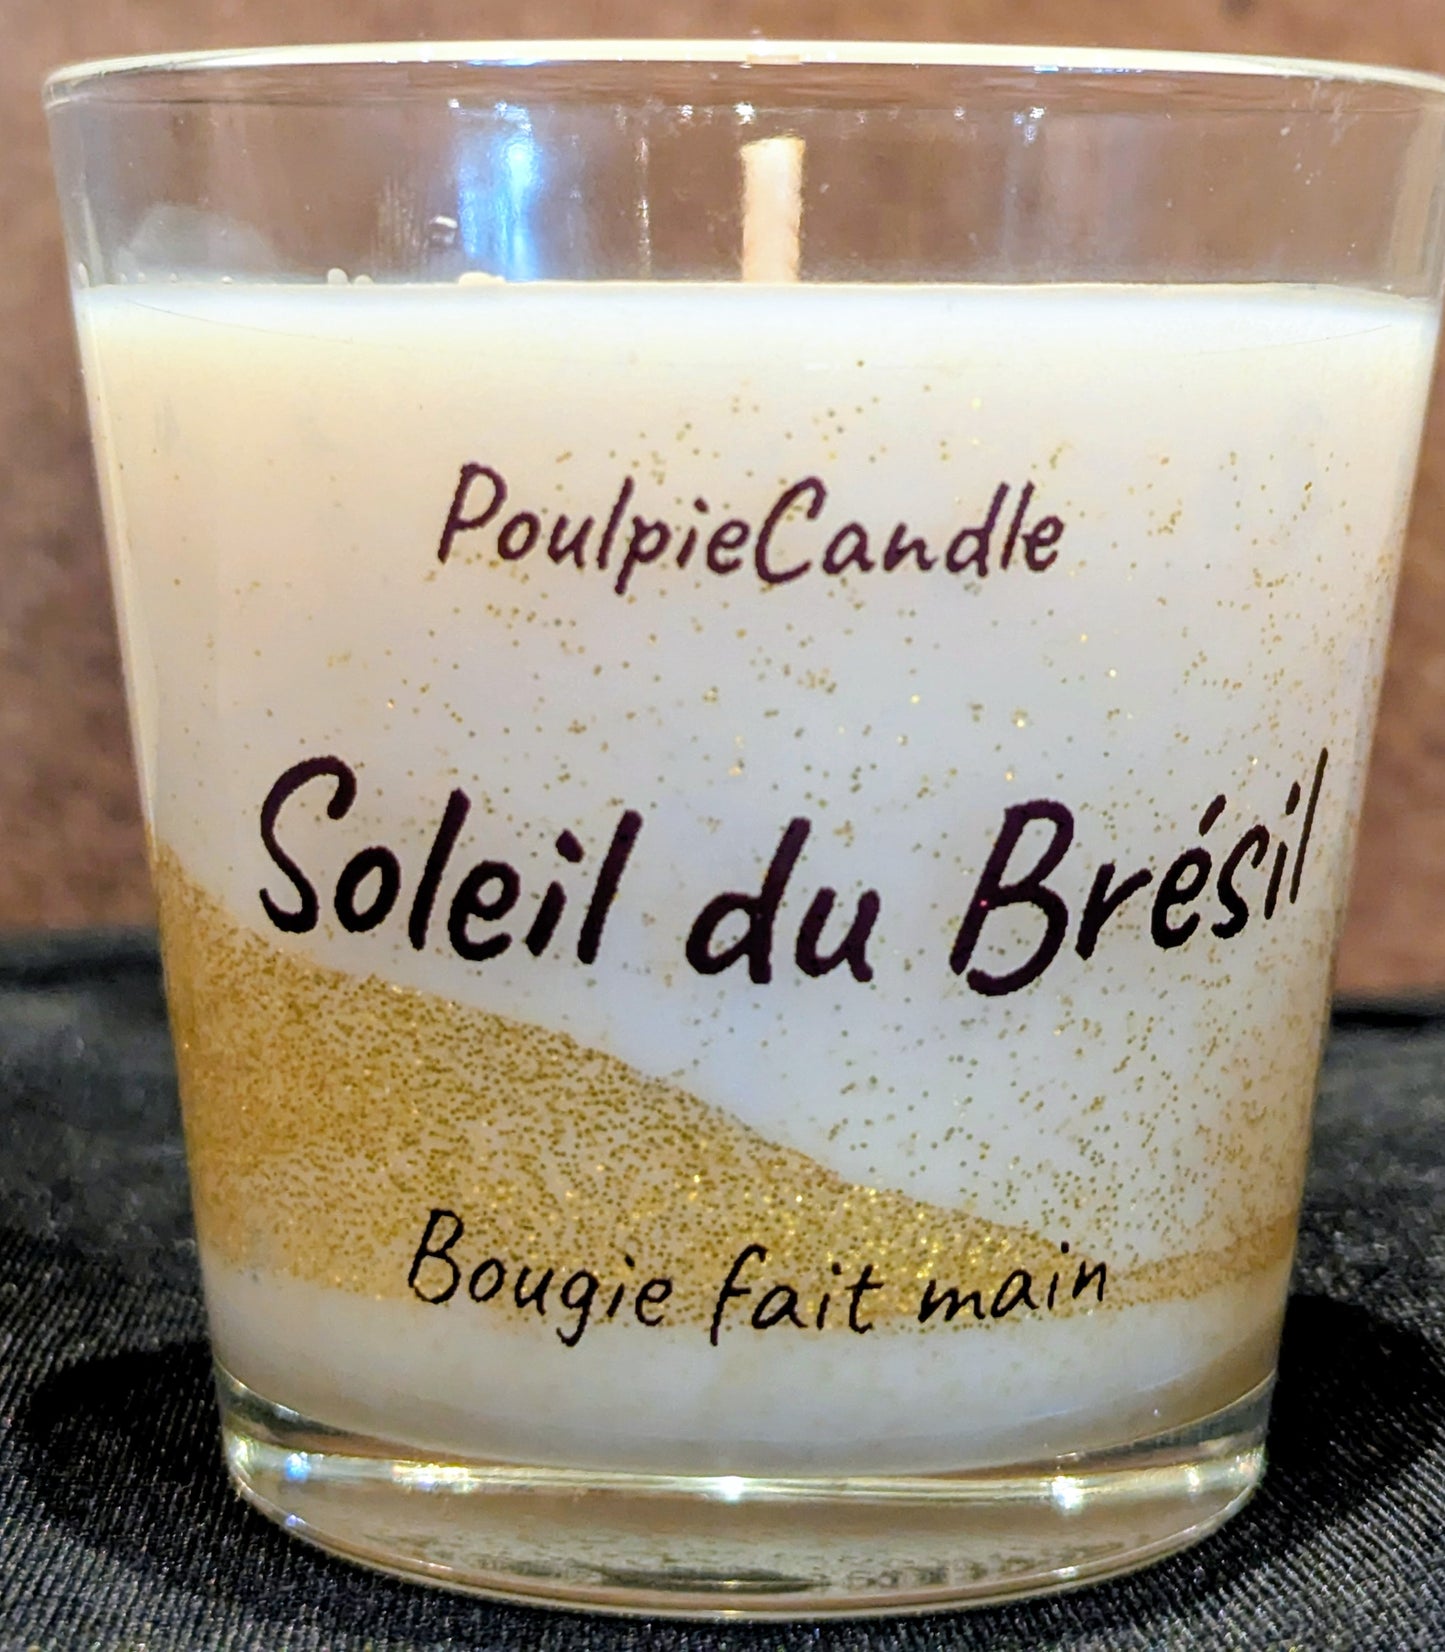 PoulpieCandle
Soleil du Brésil
Bougie fait main